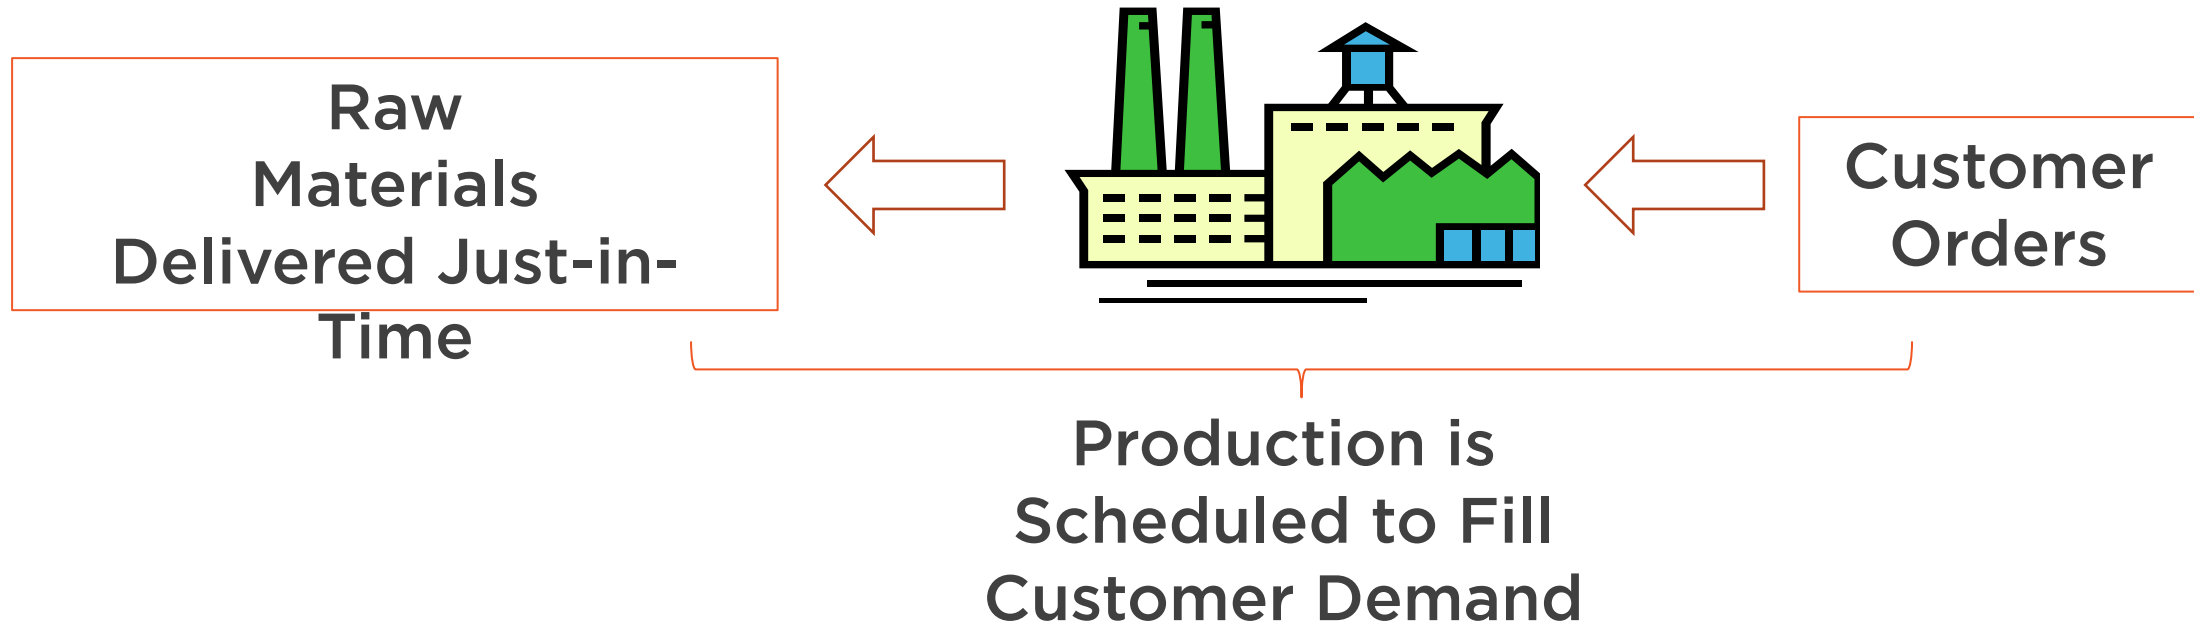 Raw
Materials
Delivered Just-in-
Time
Customer
Orders
Production is
Scheduled to Fill
Customer Demand